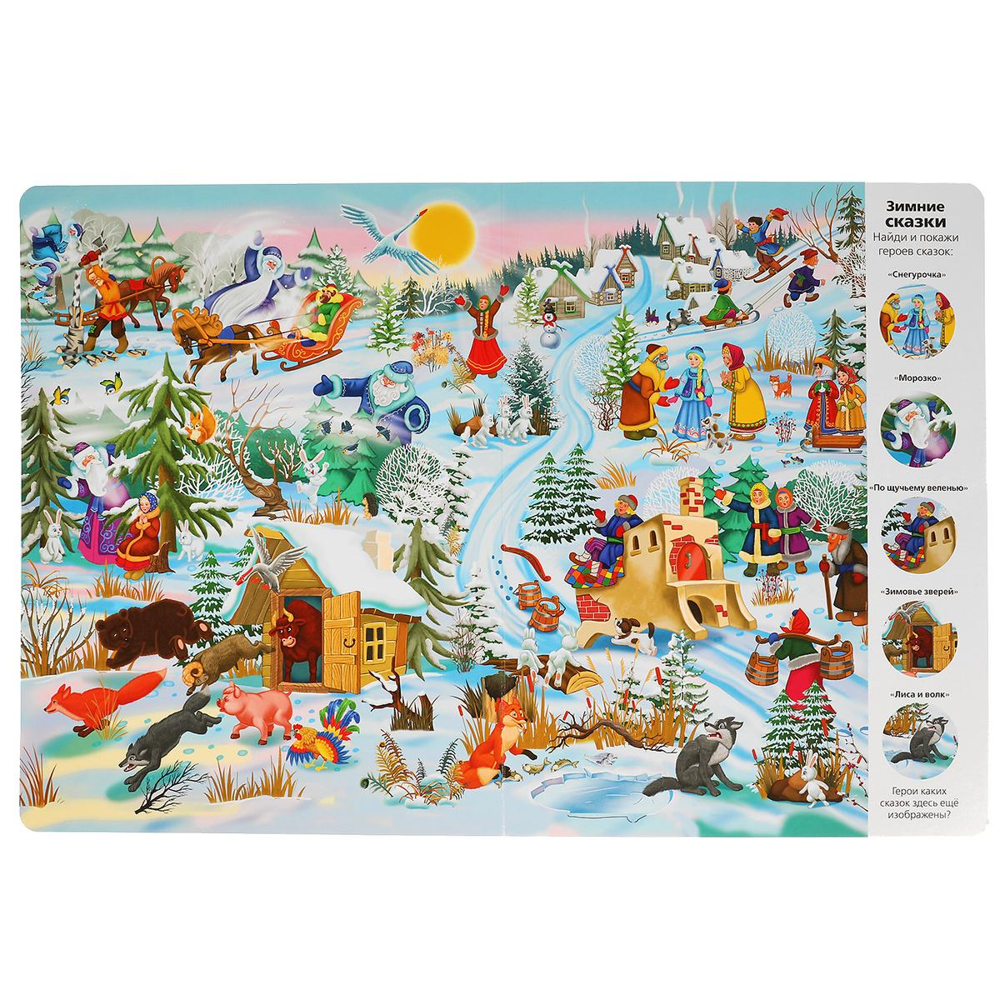 Зимние
сказки
Найди и покажи
героев сказок:
«Снегурочка»
«Морозко»
«По щучьему веленью»
«Зимовье зверей»
«Лиса и волк»
Герои каких
сказок здесь ещё
изображены?